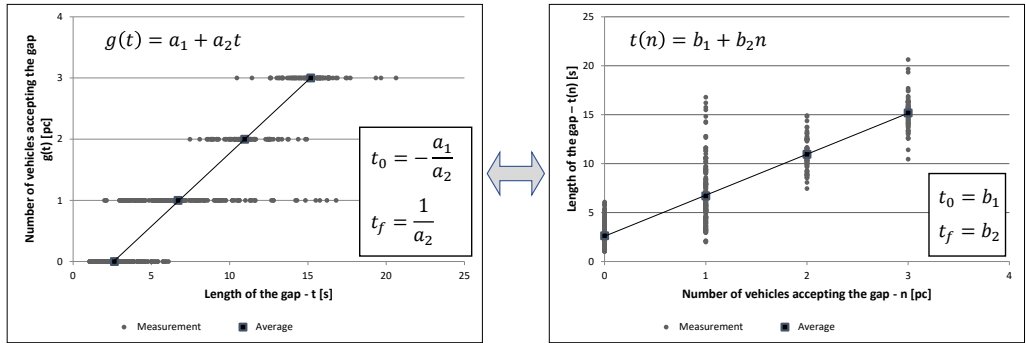 g(t) = a₁ + a₂t
Number of vehicles accepting the gap
g(t) [pc]
4
3
2
1
0
t₀ = −a₁/a₂
t_f = 1/a₂
0 5 10 15 20 25
Length of the gap - t [s]
Measurement Average
t(n) = b₁ + b₂n
Length of the gap – t(n) [s]
25
20
15
10
5
0
t₀ = b₁
t_f = b₂
0 1 2 3 4
Number of vehicles accepting the gap - n [pc]
Measurement Average